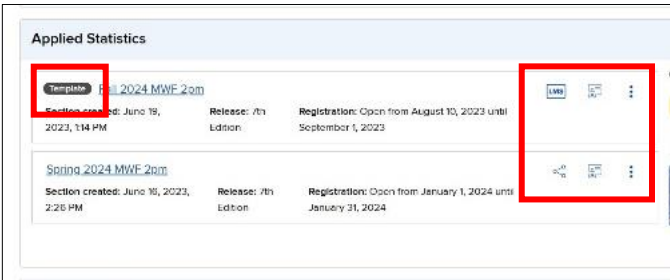 Applied Statistics
Template Fall 2024 MWF 2pm
LMS
Section created: June 19, Release: 7th Registration: Open from August 10, 2023 until
2023, 1:14 PM Edition September 1, 2023
Spring 2024 MWF 2pm
Section created: June 16, 2023, Release: 7th Registration: Open from January 1, 2024 until
2:26 PM Edition January 31, 2024